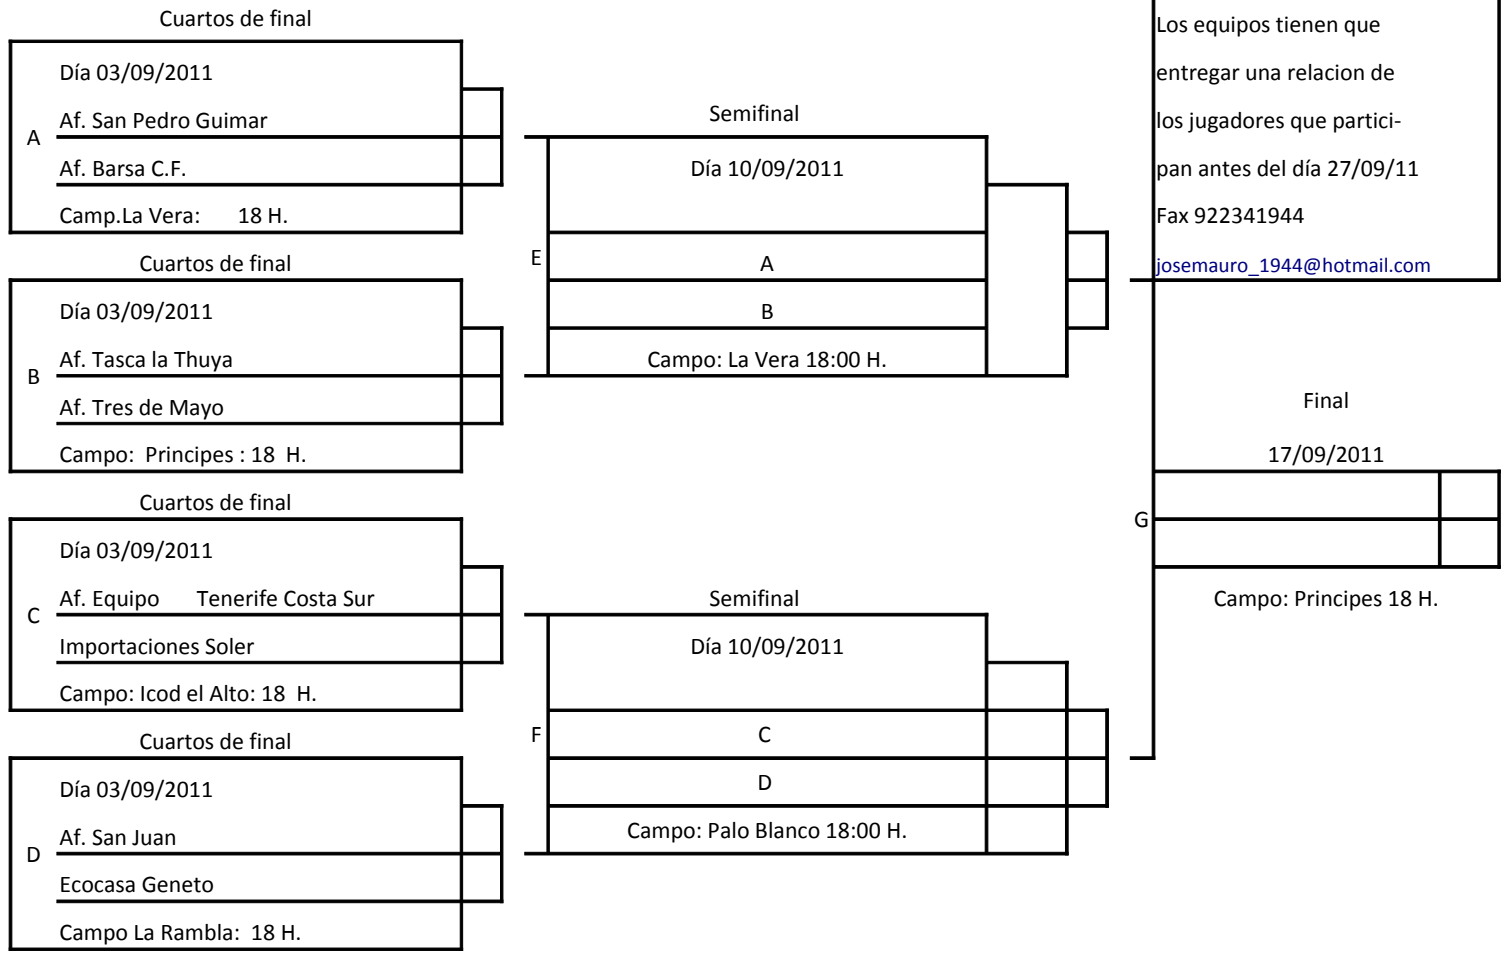 Cuartos de final
Día 03/09/2011
Af. San Pedro Guimar
A
Af. Barsa C.F.
Camp.La Vera: 18 H.
Cuartos de final
Día 03/09/2011
Af. Tasca la Thuya
B
Af. Tres de Mayo
Campo: Principes : 18 H.
Cuartos de final
Día 03/09/2011
Af. Equipo Tenerife Costa Sur
C
Importaciones Soler
Campo: Icod el Alto: 18 H.
Cuartos de final
Día 03/09/2011
Af. San Juan
D
Ecocasa Geneto
Campo La Rambla: 18 H.
Semifinal
Día 10/09/2011
E
A
B
Campo: La Vera 18:00 H.
Semifinal
Día 10/09/2011
F
C
D
Campo: Palo Blanco 18:00 H.
Los equipos tienen que
entregar una relacion de
los jugadores que partici-
pan antes del día 27/09/11
Fax 922341944
josemauro_1944@hotmail.com
Final
17/09/2011
G
Campo: Principes 18 H.